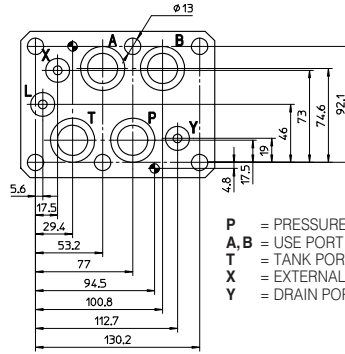 ø13
A
B
X
L
T
P
Y
92.1
74.6
73
46
19
17.5
4.8
5.6
17.5
29.4
53.2
77
94.5
100.8
112.7
130.2
P = PRESSURE
A, B = USE PORT
T = TANK POR
X = EXTERNAL
Y = DRAIN POR